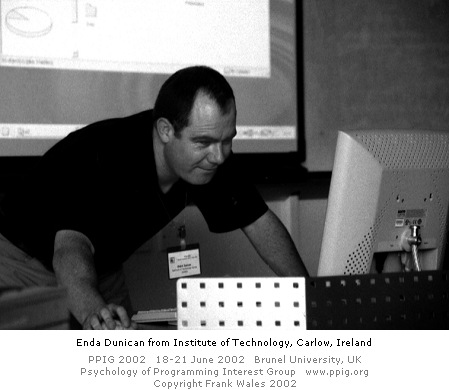 Enda Dunican from Institute of Technology, Carlow, Ireland
PPIG 2002 18-21 June 2002 Brunel University, UK
Psychology of Programming Interest Group www.ppig.org
Copyright Frank Wales 2002